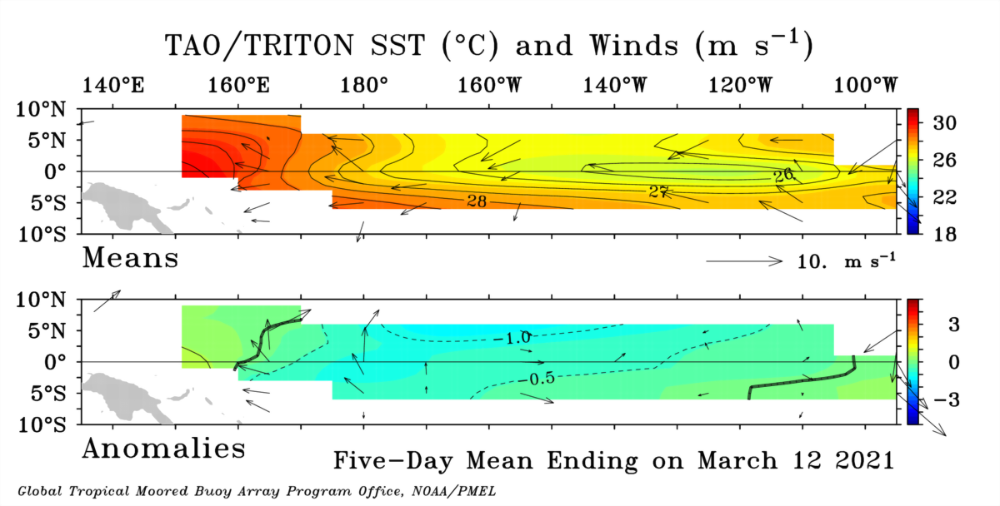 TAO/TRITON SST (°C) and Winds (m s⁻¹)
140°E 160°E 180° 160°W 140°W 120°W 100°W
10°N
5°N
0°
5°S
10°S
26
27
28
30
26
22
18
Means
10. m s⁻¹
10°N
5°N
0°
5°S
10°S
−1.0
−0.5
3
0
−3
Anomalies
Five−Day Mean Ending on March 12 2021
Global Tropical Moored Buoy Array Program Office, NOAA/PMEL